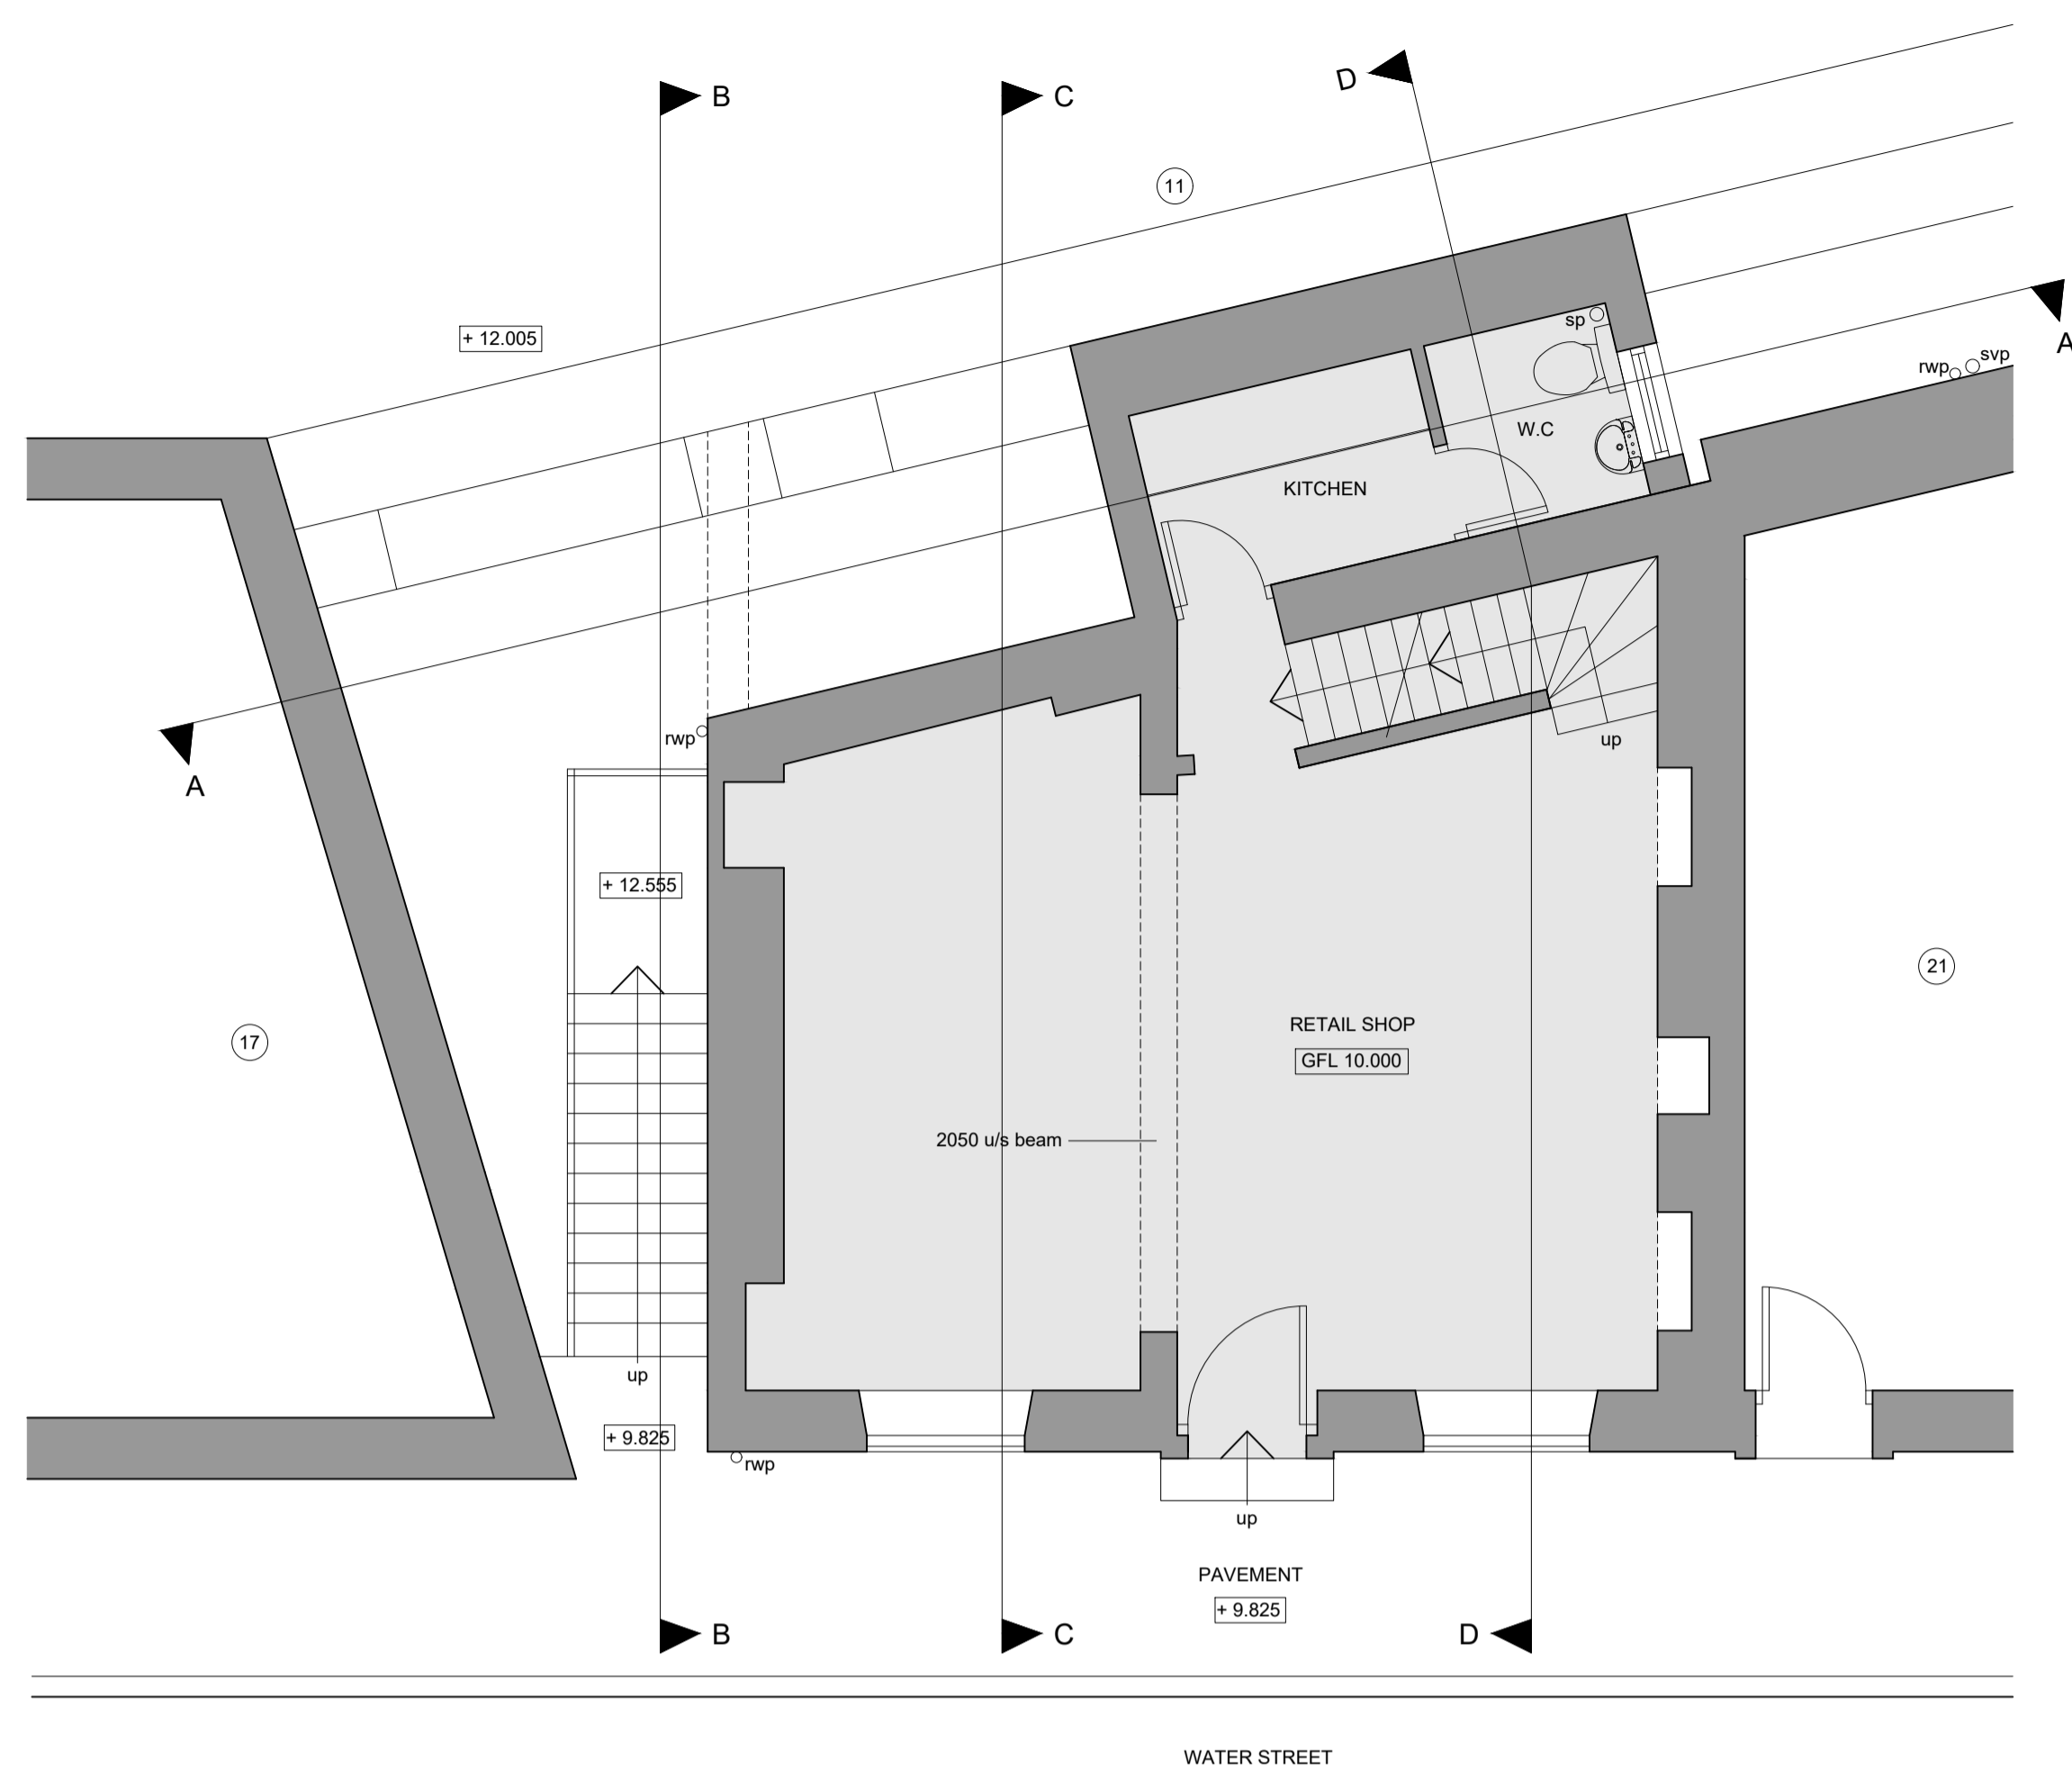 D
B
C
11
+ 12.005
sp
svp
rwp
A
W.C
KITCHEN
rwp
up
A
+ 12.555
21
RETAIL SHOP
17
GFL 10.000
2050 u/s beam
up
+ 9.825
rwp
up
PAVEMENT
+ 9.825
B
C
D
WATER STREET